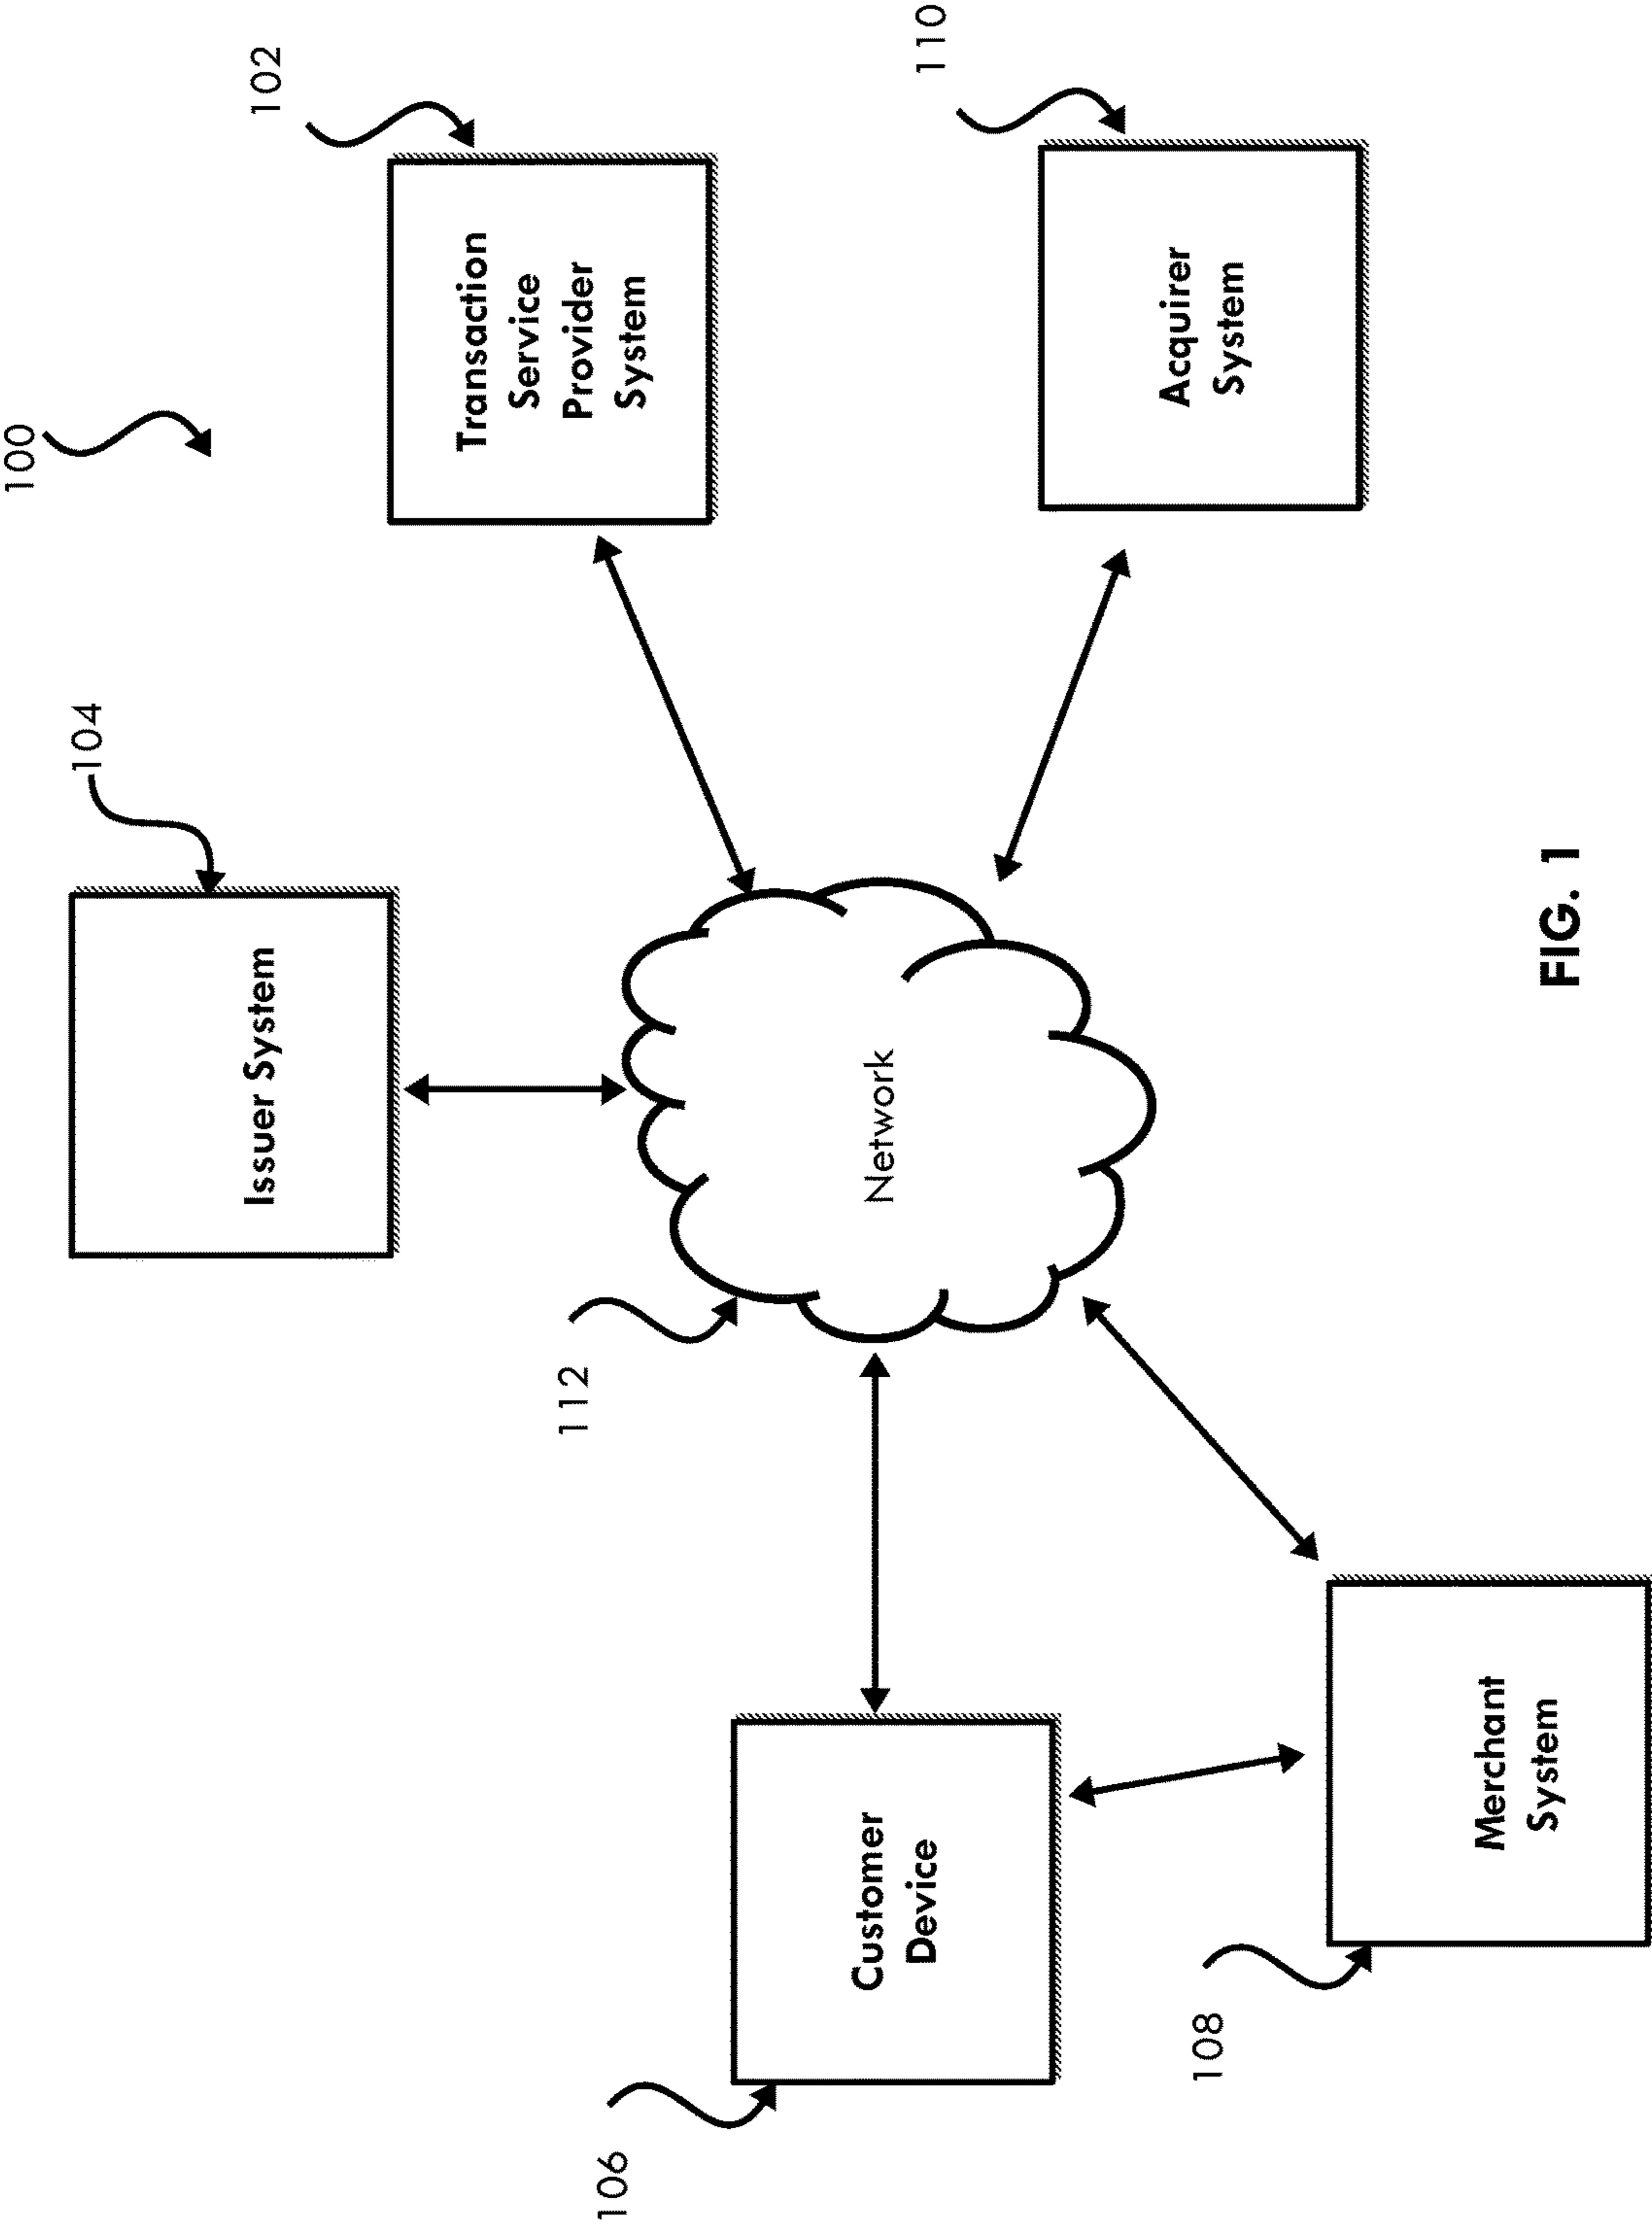 100
102
104
Issuer System
Transaction
Service
Provider
System
112
Network
106
Customer
Device
110
Acquirer
System
108
Merchant
System
FIG. 1